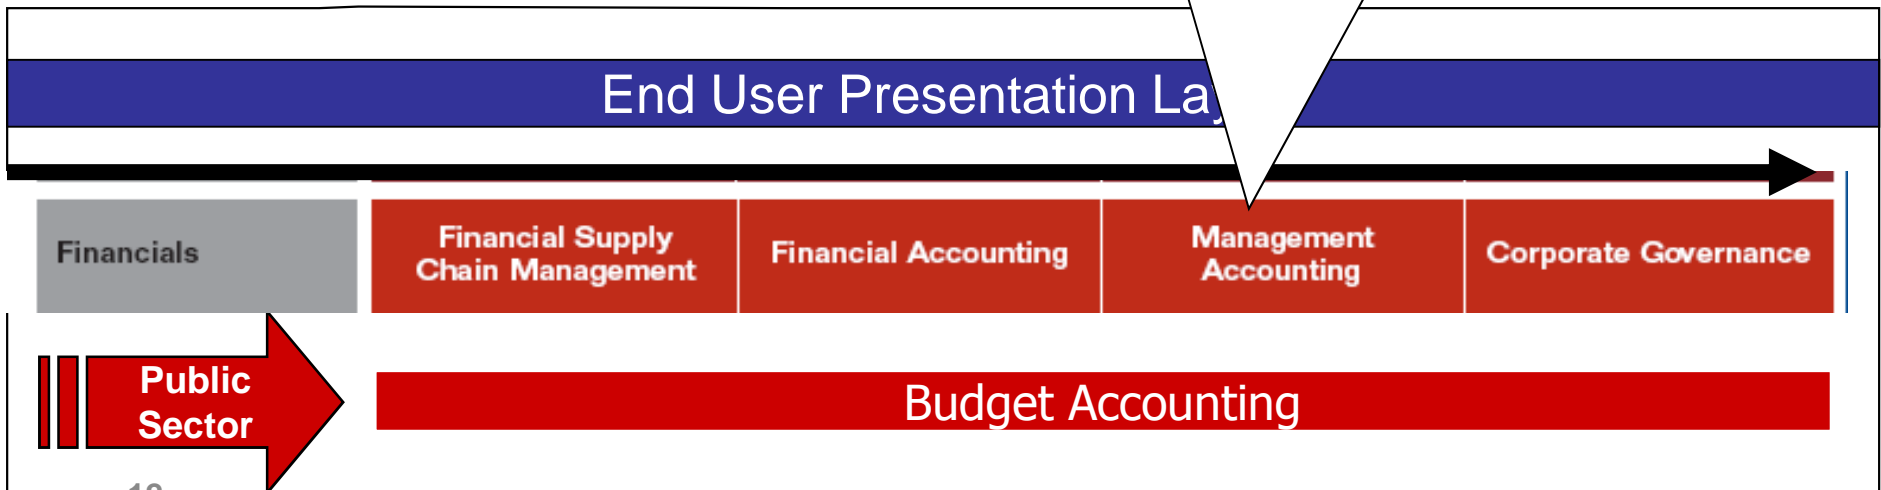 End User Presentation La
Financials
Financial Supply
Chain Management
Financial Accounting
Management
Accounting
Corporate Governance
Public
Sector
Budget Accounting